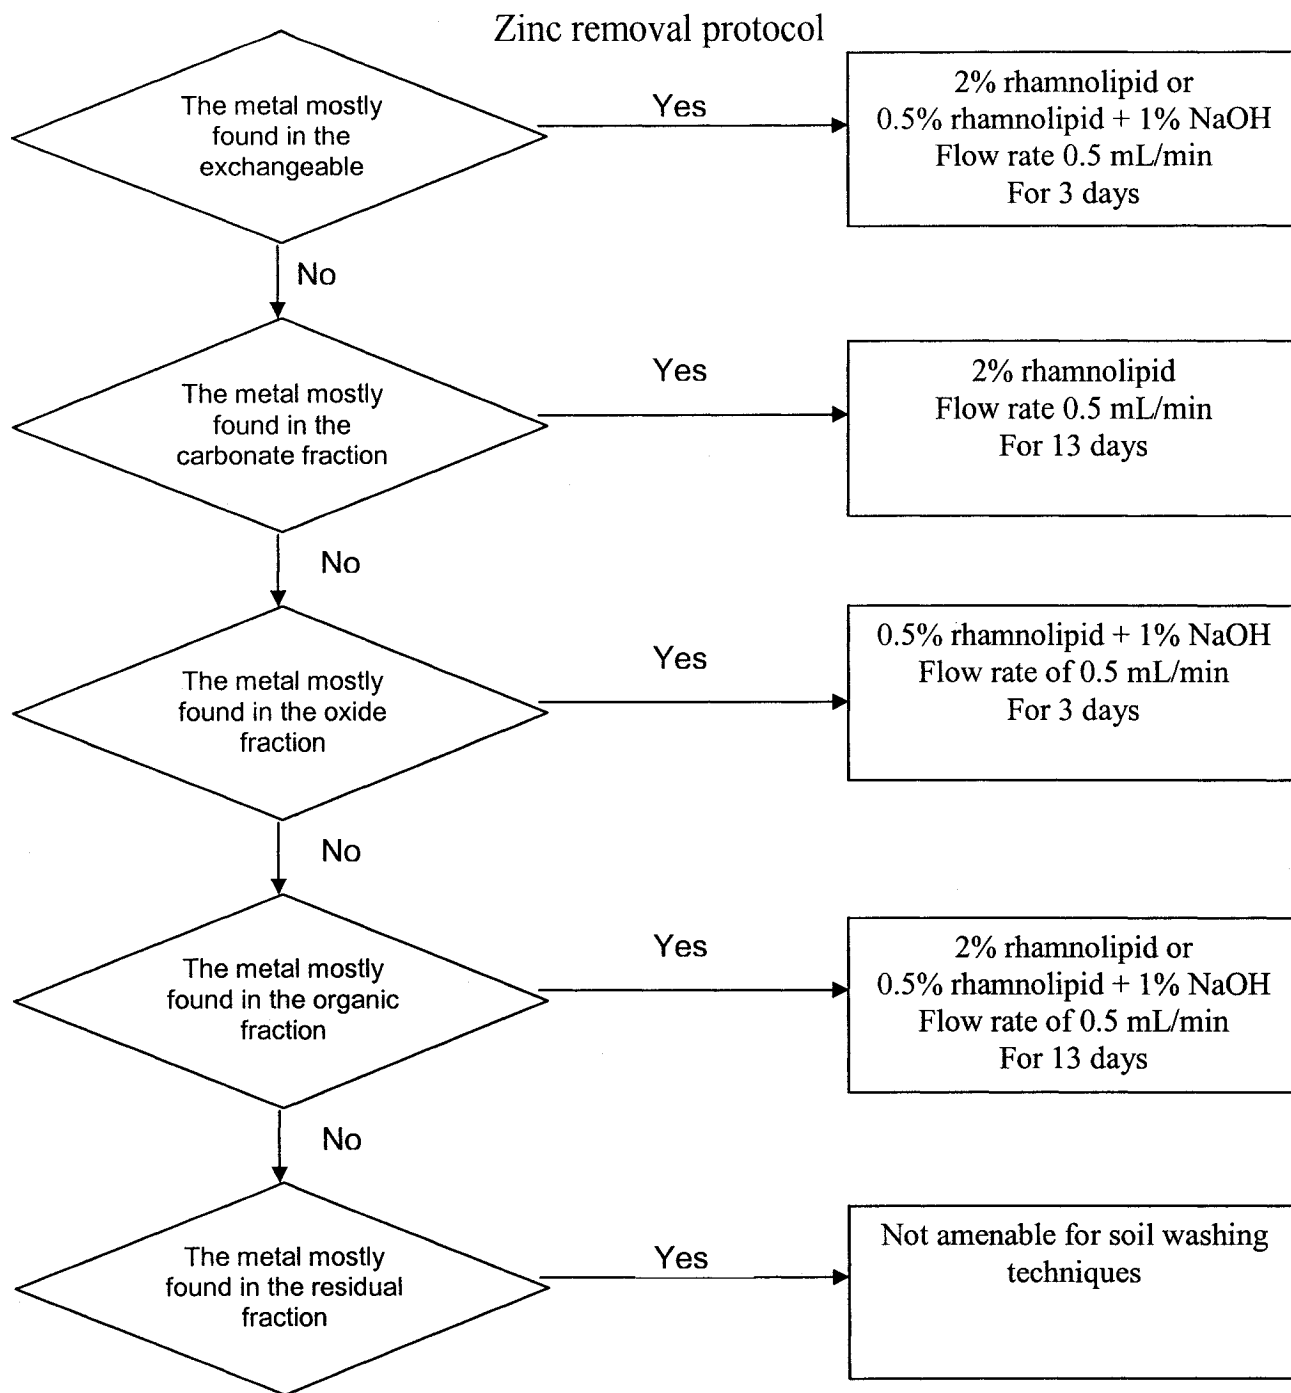 Zinc removal protocol
The metal mostly
found in the
exchangeable
Yes
2% rhamnolipid or
0.5% rhamnolipid + 1% NaOH
Flow rate 0.5 mL/min
For 3 days
No
The metal mostly
found in the
carbonate fraction
Yes
2% rhamnolipid
Flow rate 0.5 mL/min
For 13 days
No
The metal mostly
found in the oxide
fraction
Yes
0.5% rhamnolipid + 1% NaOH
Flow rate of 0.5 mL/min
For 3 days
No
The metal mostly
found in the organic
fraction
Yes
2% rhamnolipid or
0.5% rhamnolipid + 1% NaOH
Flow rate of 0.5 mL/min
For 13 days
No
The metal mostly
found in the residual
fraction
Yes
Not amenable for soil washing
techniques